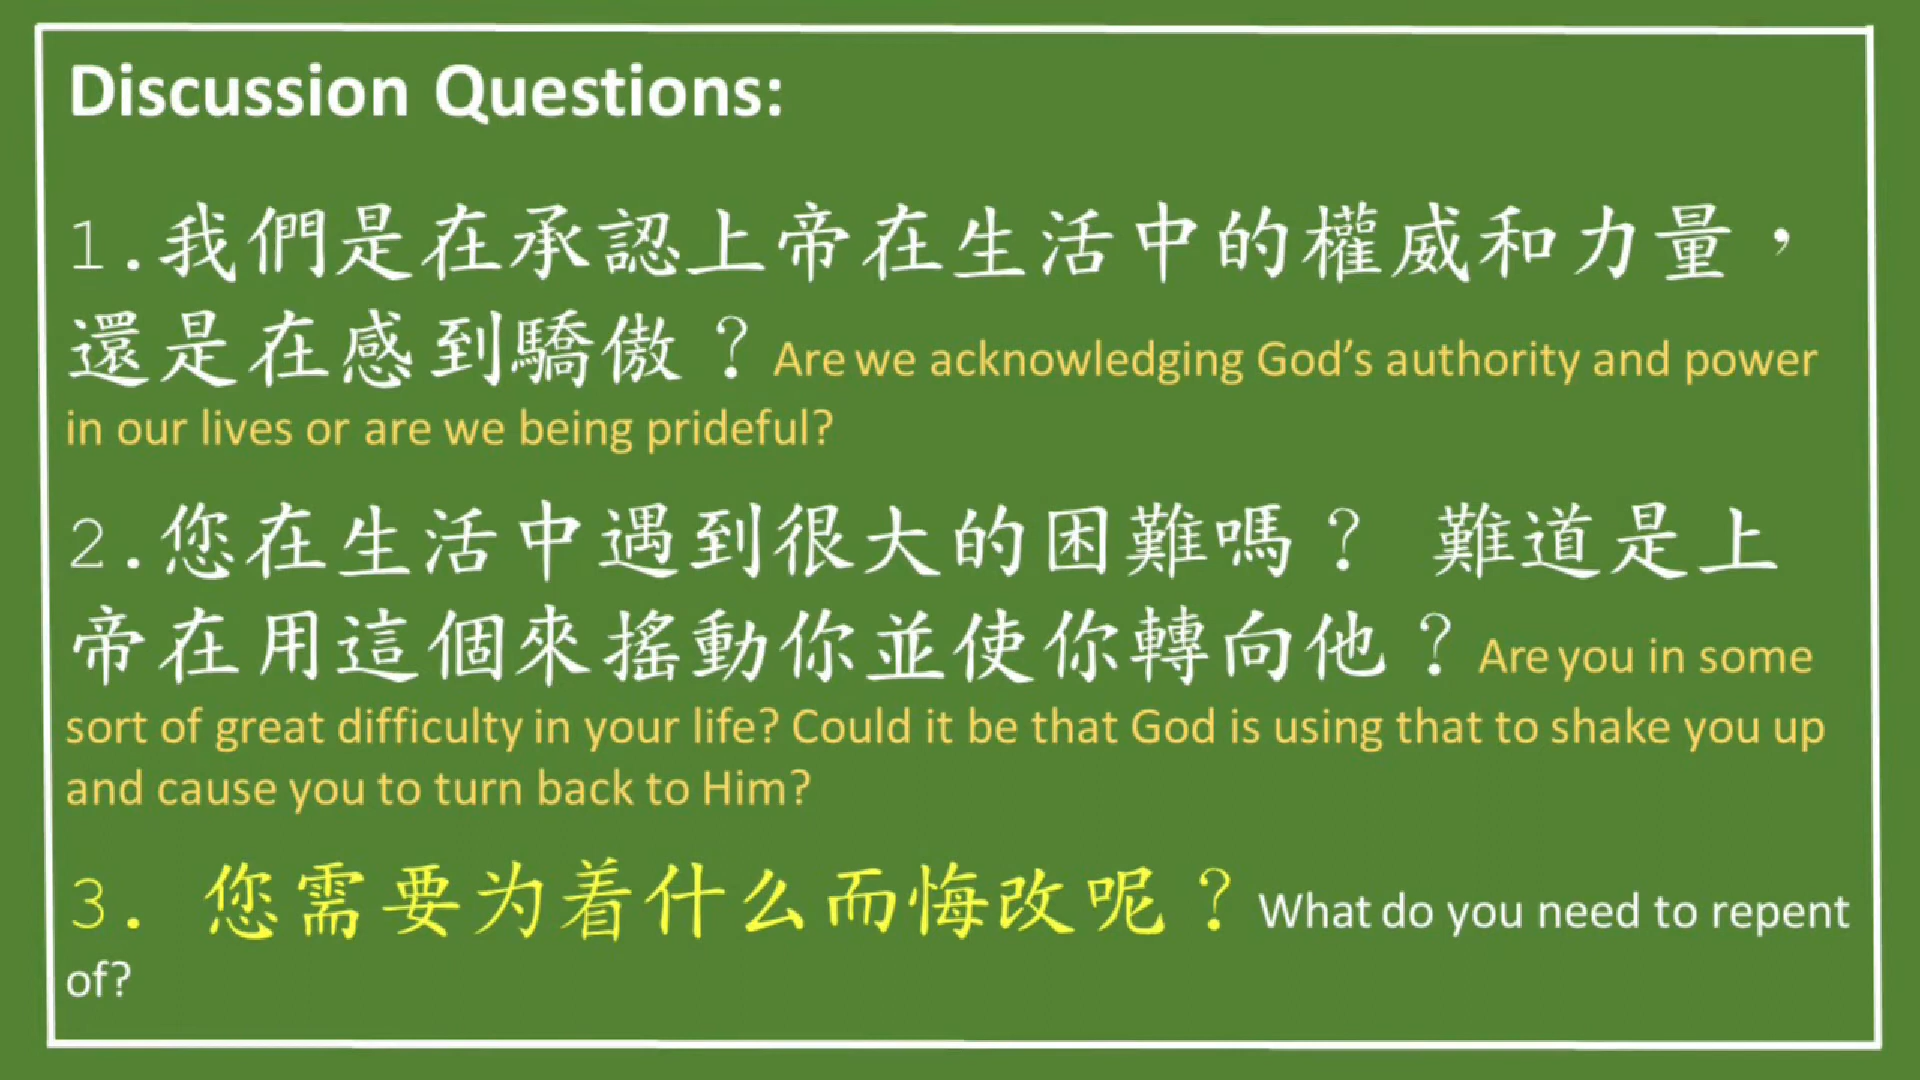 Discussion Questions:
1.我們是在承認上帝在生活中的權威和力量，
還是在感到驕傲？Are we acknowledging God’s authority and power
in our lives or are we being prideful?
2.您在生活中遇到很大的困難嗎？ 難道是上
帝在用這個來搖動你並使你轉向他？Are you in some
sort of great difficulty in your life? Could it be that God is using that to shake you up
and cause you to turn back to Him?
3. 您需要为着什么而悔改呢？What do you need to repent
of?